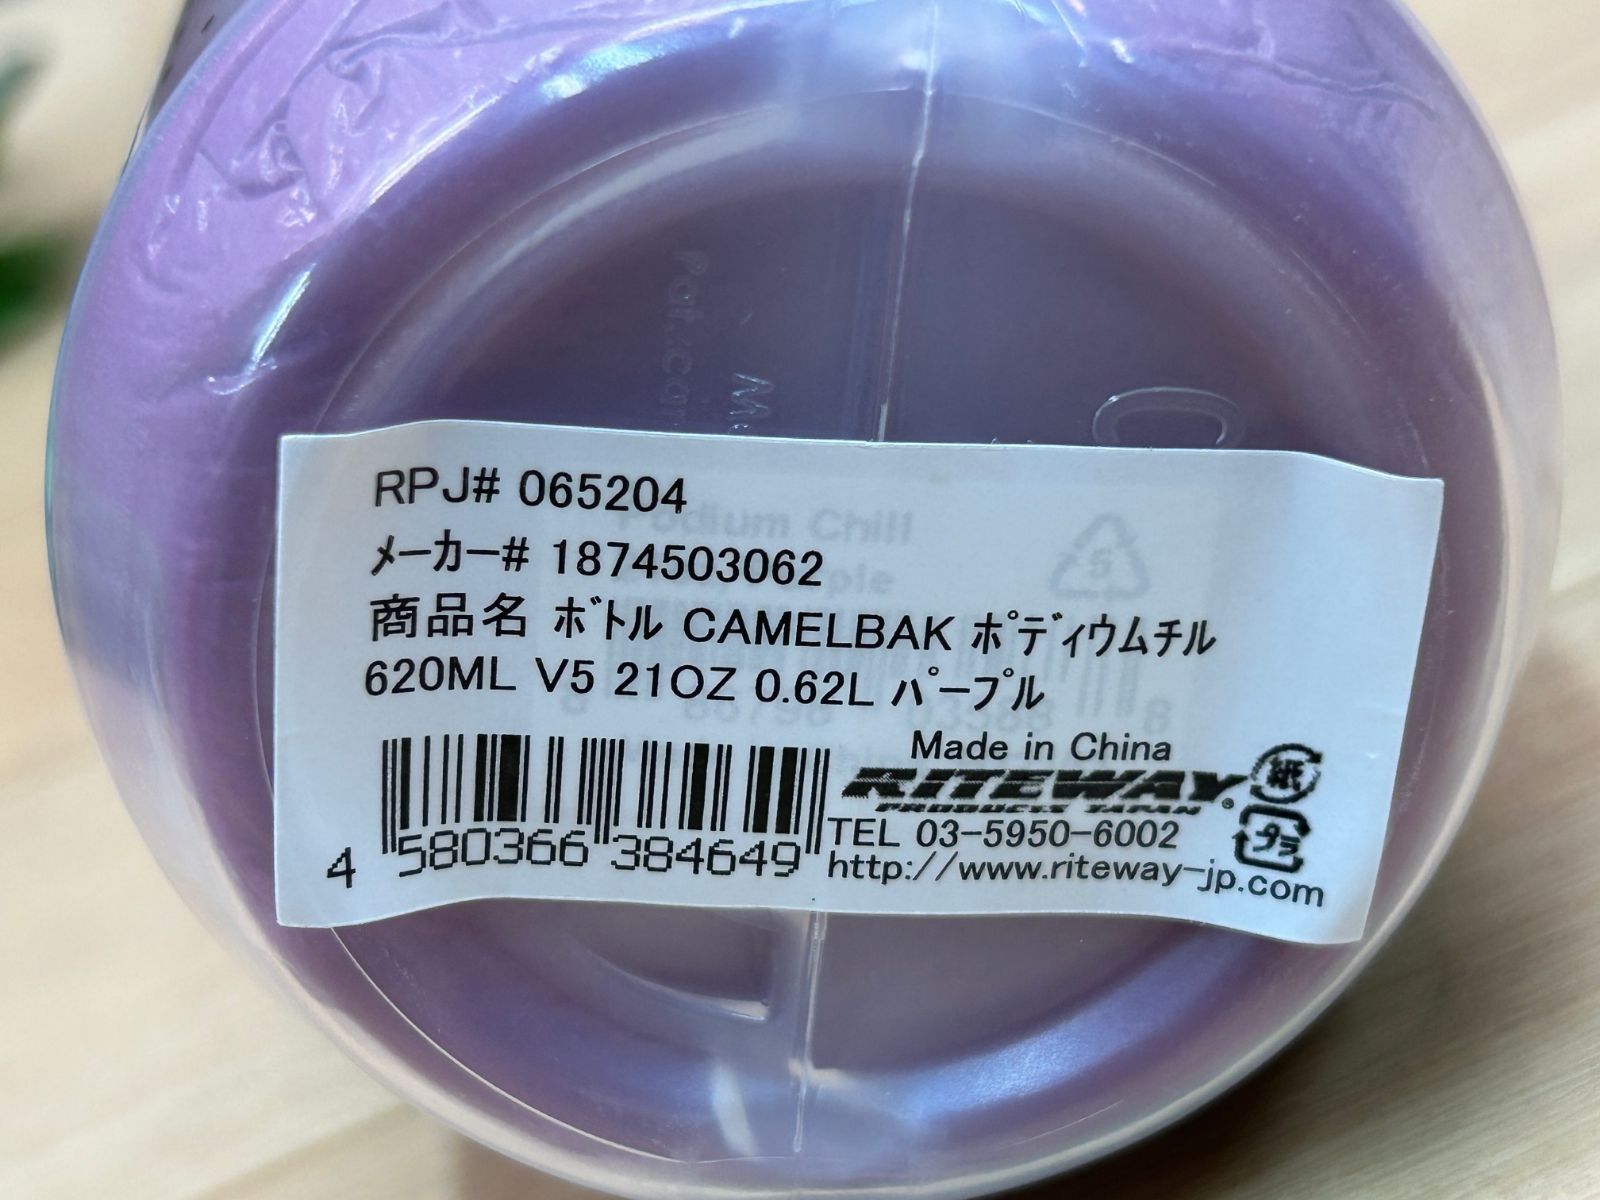 Pat.:Ca
RPJ# 065204
ﾒｰｶｰ# 1874503062
商品名 ﾎﾞﾄﾙ CAMELBAK ﾎﾟﾃﾞｨｳﾑﾁﾙ
620ML V5 21OZ 0.62L ﾊﾟｰﾌﾟﾙ
Podium Chill
Made in China
RITEWAY®
PRODUCTS JAPAN
紙
プラ
TEL 03-5950-6002
http://www.riteway-jp.com
4 580366 384649